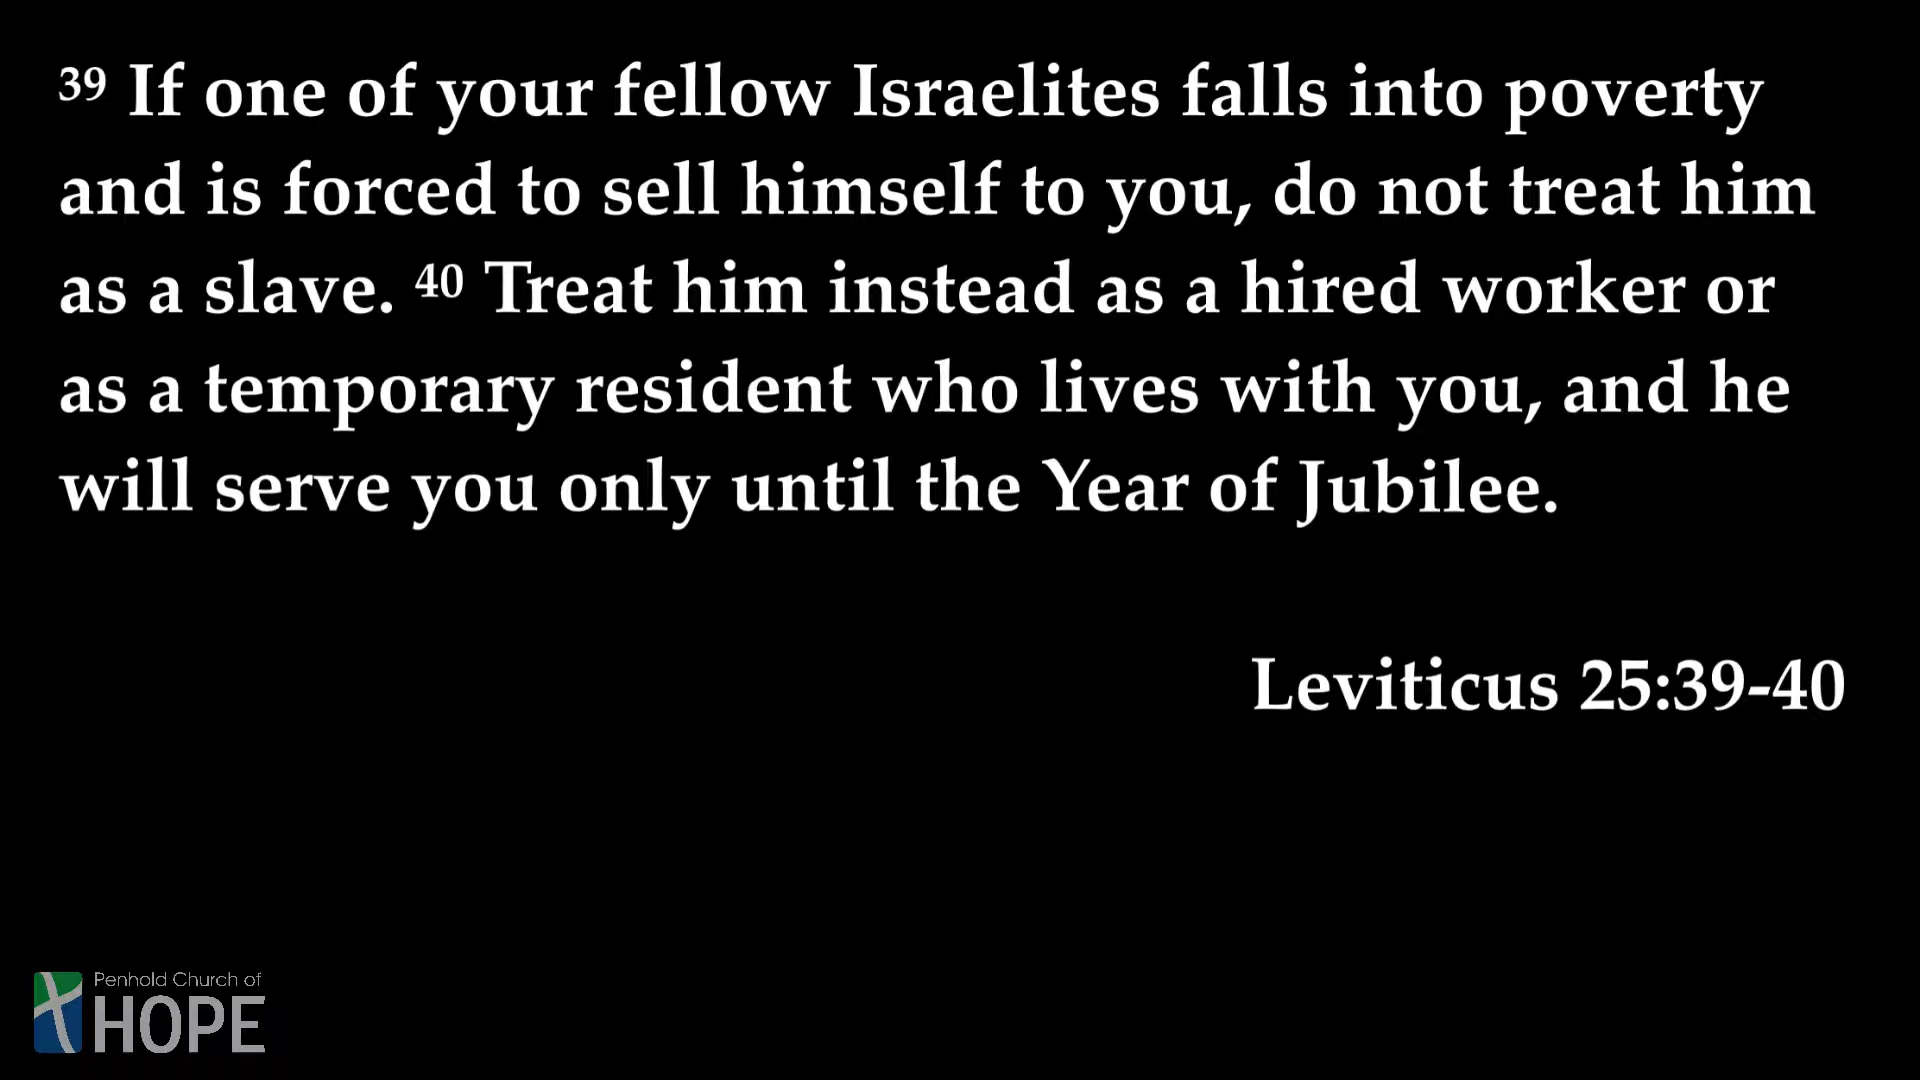 ³⁹ If one of your fellow Israelites falls into poverty
and is forced to sell himself to you, do not treat him
as a slave. ⁴⁰ Treat him instead as a hired worker or
as a temporary resident who lives with you, and he
will serve you only until the Year of Jubilee.
Leviticus 25:39-40
Penhold Church of
HOPE